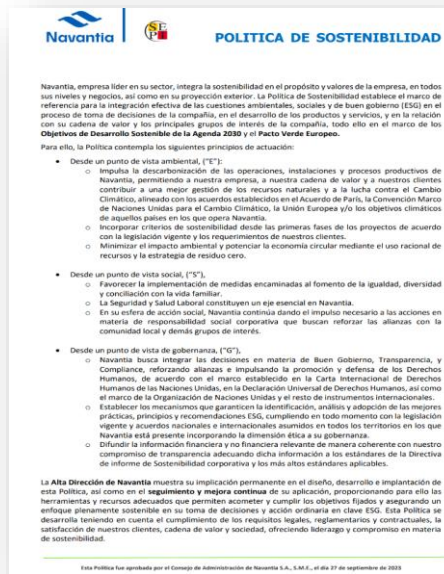 Navantia
SEPI
POLITICA DE SOSTENIBILIDAD
Navantia, empresa líder en su sector, integra la sostenibilidad en el propósito y valores de la empresa, en todos
sus niveles y negocios, así como en su proyección exterior. La Política de Sostenibilidad establece el marco de
referencia para la integración efectiva de las cuestiones ambientales, sociales y de buen gobierno (ESG) en el
proceso de toma de decisiones de la compañía, en el desarrollo de los productos y servicios, y en la relación
con su cadena de valor y los principales grupos de interés de la compañía, todo ello en el marco de los
Objetivos de Desarrollo Sostenible de la Agenda 2030 y el Pacto Verde Europeo.
Para ello, la Política contempla los siguientes principios de actuación:
• Desde un punto de vista ambiental, ("E"):
o Impulsa la descarbonización de las operaciones, instalaciones y procesos productivos de
Navantia, permitiendo a nuestra empresa, a nuestra cadena de valor y a nuestros clientes
contribuir a una mejor gestión de los recursos naturales y a la lucha contra el Cambio
Climático, alineado con los acuerdos establecidos en el Acuerdo de París, la Convención Marco
de Naciones Unidas para el Cambio Climático, la Unión Europea y/o los objetivos climáticos
de aquellos países en los que opera Navantia.
o Incorporar criterios de sostenibilidad desde las primeras fases de los proyectos de acuerdo
con la legislación vigente y los requerimientos de nuestros clientes.
o Minimizar el impacto ambiental y potenciar la economía circular mediante el uso racional de
recursos y la estrategia de residuo cero.
• Desde un punto de vista social, ("S"),
o Favorecer la implementación de medidas encaminadas al fomento de la igualdad, diversidad
y conciliación con la vida familiar.
o La Seguridad y Salud Laboral constituyen un eje esencial en Navantia.
o En su esfera de acción social, Navantia continúa dando el impulso necesario a las acciones en
materia de responsabilidad social corporativa que buscan reforzar las alianzas con la
comunidad local y demás grupos de interés.
• Desde un punto de vista de gobernanza, ("G"),
o Navantia busca integrar las decisiones en materia de Buen Gobierno, Transparencia, y
Compliance, reforzando alianzas e impulsando la promoción y defensa de los Derechos
Humanos, de acuerdo con el marco establecido en la Carta Internacional de Derechos
Humanos de las Naciones Unidas, en la Declaración Universal de Derechos Humanos, así como
el marco de la Organización de Naciones Unidas y el resto de instrumentos internacionales.
o Establecer los mecanismos que garanticen la identificación, análisis y adopción de las mejores
prácticas, principios y recomendaciones ESG, cumpliendo en todo momento con la legislación
vigente y acuerdos nacionales e internacionales asumidos en todos los territorios en los que
Navantia está presente incorporando la dimensión ética a su gobernanza.
o Difundir la información financiera y no financiera relevante de manera coherente con nuestro
compromiso de transparencia adecuando dicha información a los estándares de la Directiva
de informe de Sostenibilidad corporativa y los más altos estándares aplicables.
La Alta Dirección de Navantia muestra su implicación permanente en el diseño, desarrollo e implantación de
esta Política, así como en el seguimiento y mejora continua de su aplicación, proporcionando para ello las
herramientas y recursos adecuados que permiten acometer y cumplir los objetivos fijados y asegurando un
enfoque plenamente sostenible en su toma de decisiones y acción ordinaria en clave ESG. Esta Política se
desarrolla teniendo en cuenta el cumplimiento de los requisitos legales, reglamentarios y contractuales, la
satisfacción de nuestros clientes, cadena de valor y sociedad, ofreciendo liderazgo y compromiso en materia
de sostenibilidad.
Esta Política fue aprobada por el Consejo de Administración de Navantia S.A., S.M.E., el día 27 de septiembre de 2023